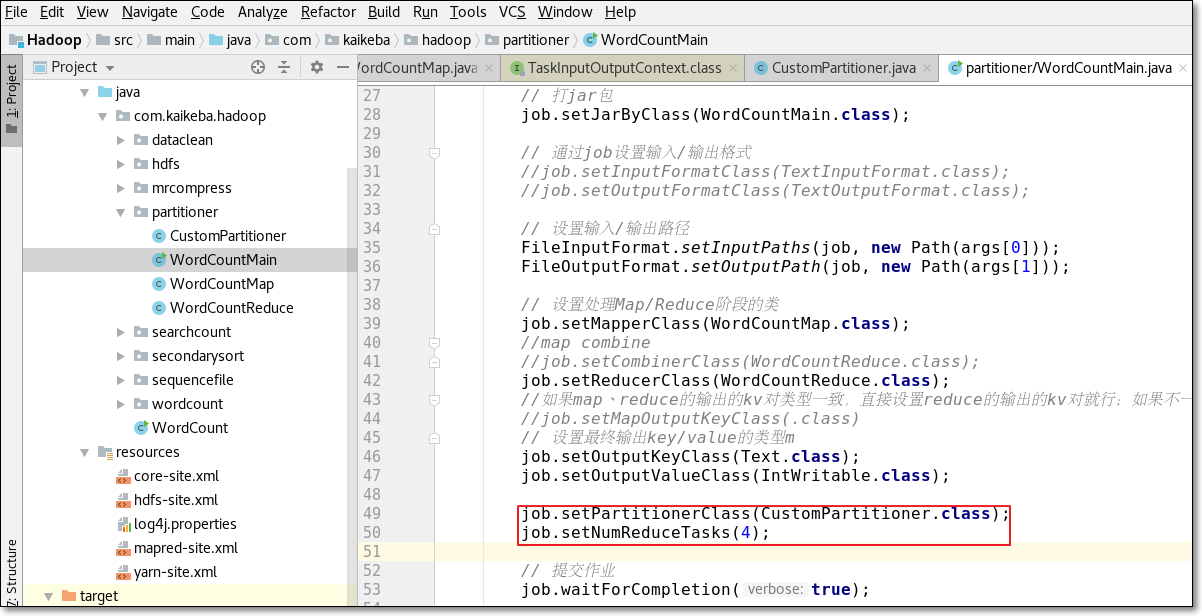 File Edit View Navigate Code Analyze Refactor Build Run Tools VCS Window Help
Hadoop src main java com kaikeba hadoop partitioner WordCountMain
1: Project
Project
WordCountMap.java TaskInputOutputContext.class CustomPartitioner.java partitioner/WordCountMain.java
java
com.kaikeba.hadoop
dataclean
hdfs
mrcompress
partitioner
CustomPartitioner
WordCountMain
WordCountMap
WordCountReduce
searchcount
secondarysort
sequencefile
wordcount
WordCount
resources
core-site.xml
hdfs-site.xml
log4j.properties
mapred-site.xml
yarn-site.xml
target
7: Structure
27 // 打jar包
28 job.setJarByClass(WordCountMain.class);
29
30 // 通过job设置输入/输出格式
31 //job.setInputFormatClass(TextInputFormat.class);
32 //job.setOutputFormatClass(TextOutputFormat.class);
33
34 // 设置输入/输出路径
35 FileInputFormat.setInputPaths(job, new Path(args[0]));
36 FileOutputFormat.setOutputPath(job, new Path(args[1]));
37
38 // 设置处理Map/Reduce阶段的类
39 job.setMapperClass(WordCountMap.class);
40 //map combine
41 //job.setCombinerClass(WordCountReduce.class);
42 job.setReducerClass(WordCountReduce.class);
43 //如果map、reduce的输出的kv对类型一致，直接设置reduce的输出的kv对就行；如果不一
44 //job.setMapOutputKeyClass(.class)
45 // 设置最终输出key/value的类型m
46 job.setOutputKeyClass(Text.class);
47 job.setOutputValueClass(IntWritable.class);
48
49 job.setPartitionerClass(CustomPartitioner.class);
50 job.setNumReduceTasks(4);
51
52 // 提交作业
53 job.waitForCompletion( verbose: true);